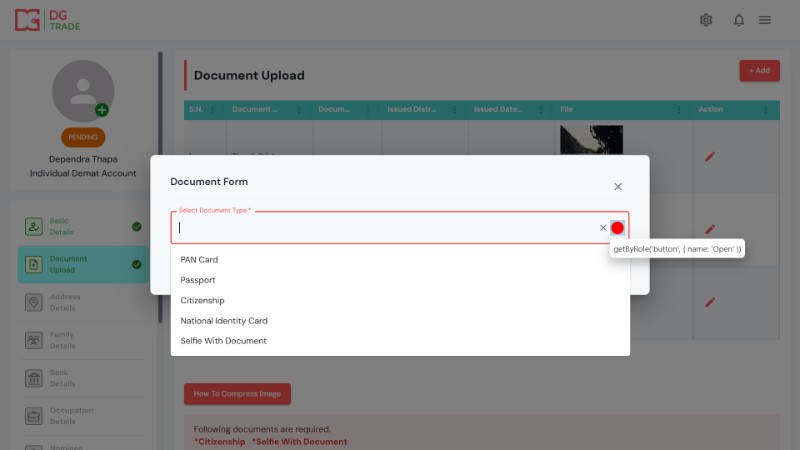 DG
TRADE
Document Upload
+ Add
S.N.
Document ...
Docum...
Issued Distr...
Issued Date...
File
Action
PENDING
Dependra Thapa
Individual Demat Account
Basic
Details
Document
Upload
Address
Details
Family
Details
Bank
Details
Occupation
Details
Nominee
Document Form
Select Document Type *
getByRole('button', { name: 'Open' })
PAN Card
Passport
Citizenship
National Identity Card
Selfie With Document
How To Compress Image
Following documents are required.
*Citizenship *Selfie With Document